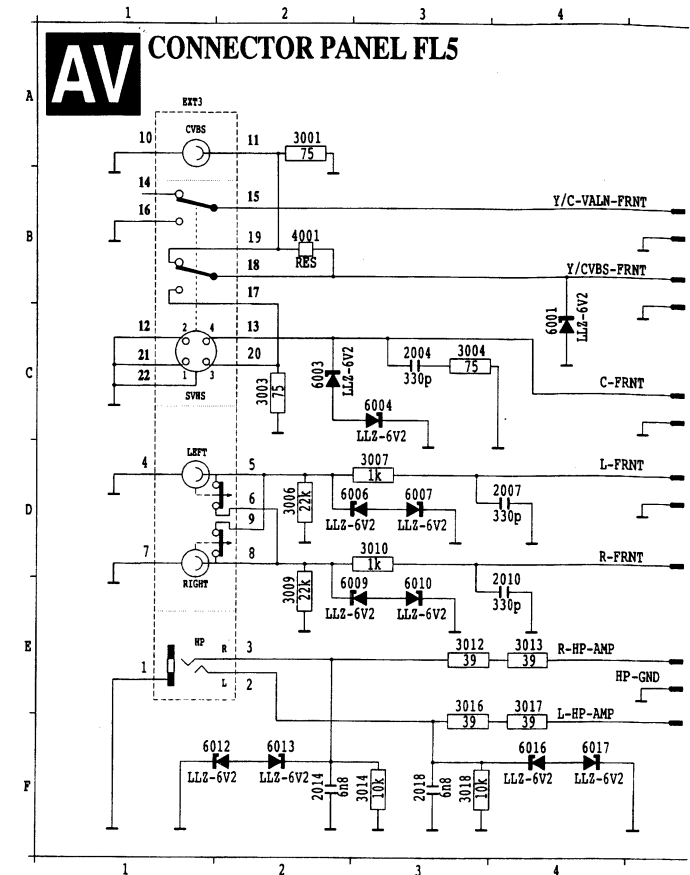 1 2 3 4
AV
CONNECTOR PANEL FL5
A
EXT3
CVBS
10 11 3001
75
14
15
Y/C-VALN-FRNT
16
B
19 4001
RES
18
Y/CVBS-FRNT
17
6001
LLZ-6V2
12 2 4 13
21 20
22 1 3
SVHS
C
3003
75
6003
LLZ-6V2
2004
330p
3004
75
C-FRNT
6004
LLZ-6V2
LEFT
4 5
3007
1k
L-FRNT
D
6
9
3006
22k
6006
LLZ-6V2
6007
LLZ-6V2
2007
330p
7 8
RIGHT
3010
1k
R-FRNT
3009
22k
6009
LLZ-6V2
6010
LLZ-6V2
2010
330p
E
HP
R 3
1
L 2
3012
39
3013
39
R-HP-AMP
HP-GND
3016
39
3017
39
L-HP-AMP
F
6012
LLZ-6V2
6013
LLZ-6V2
2014
6n8
3014
10k
2018
6n8
3018
10k
6016
LLZ-6V2
6017
LLZ-6V2
1 2 3 4